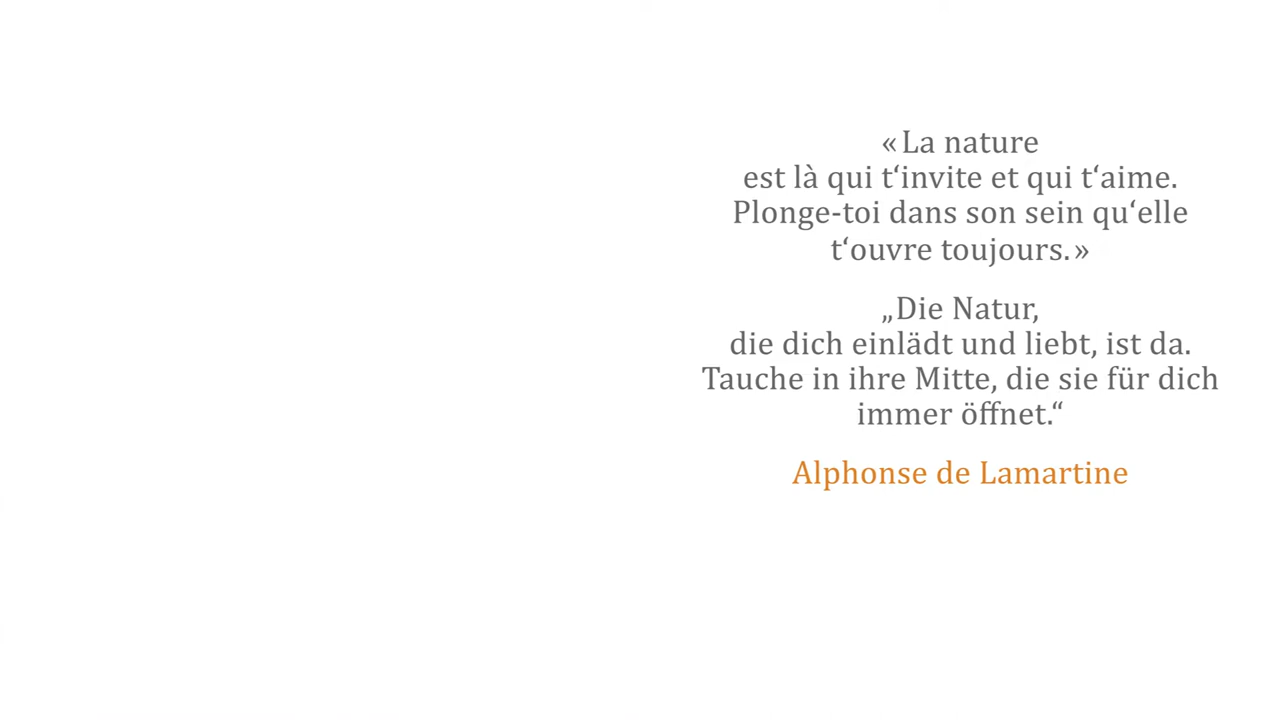 «La nature
est là qui t‘invite et qui t‘aime.
Plonge-toi dans son sein qu‘elle
t‘ouvre toujours.»
„Die Natur,
die dich einlädt und liebt, ist da.
Tauche in ihre Mitte, die sie für dich
immer öffnet.“
Alphonse de Lamartine